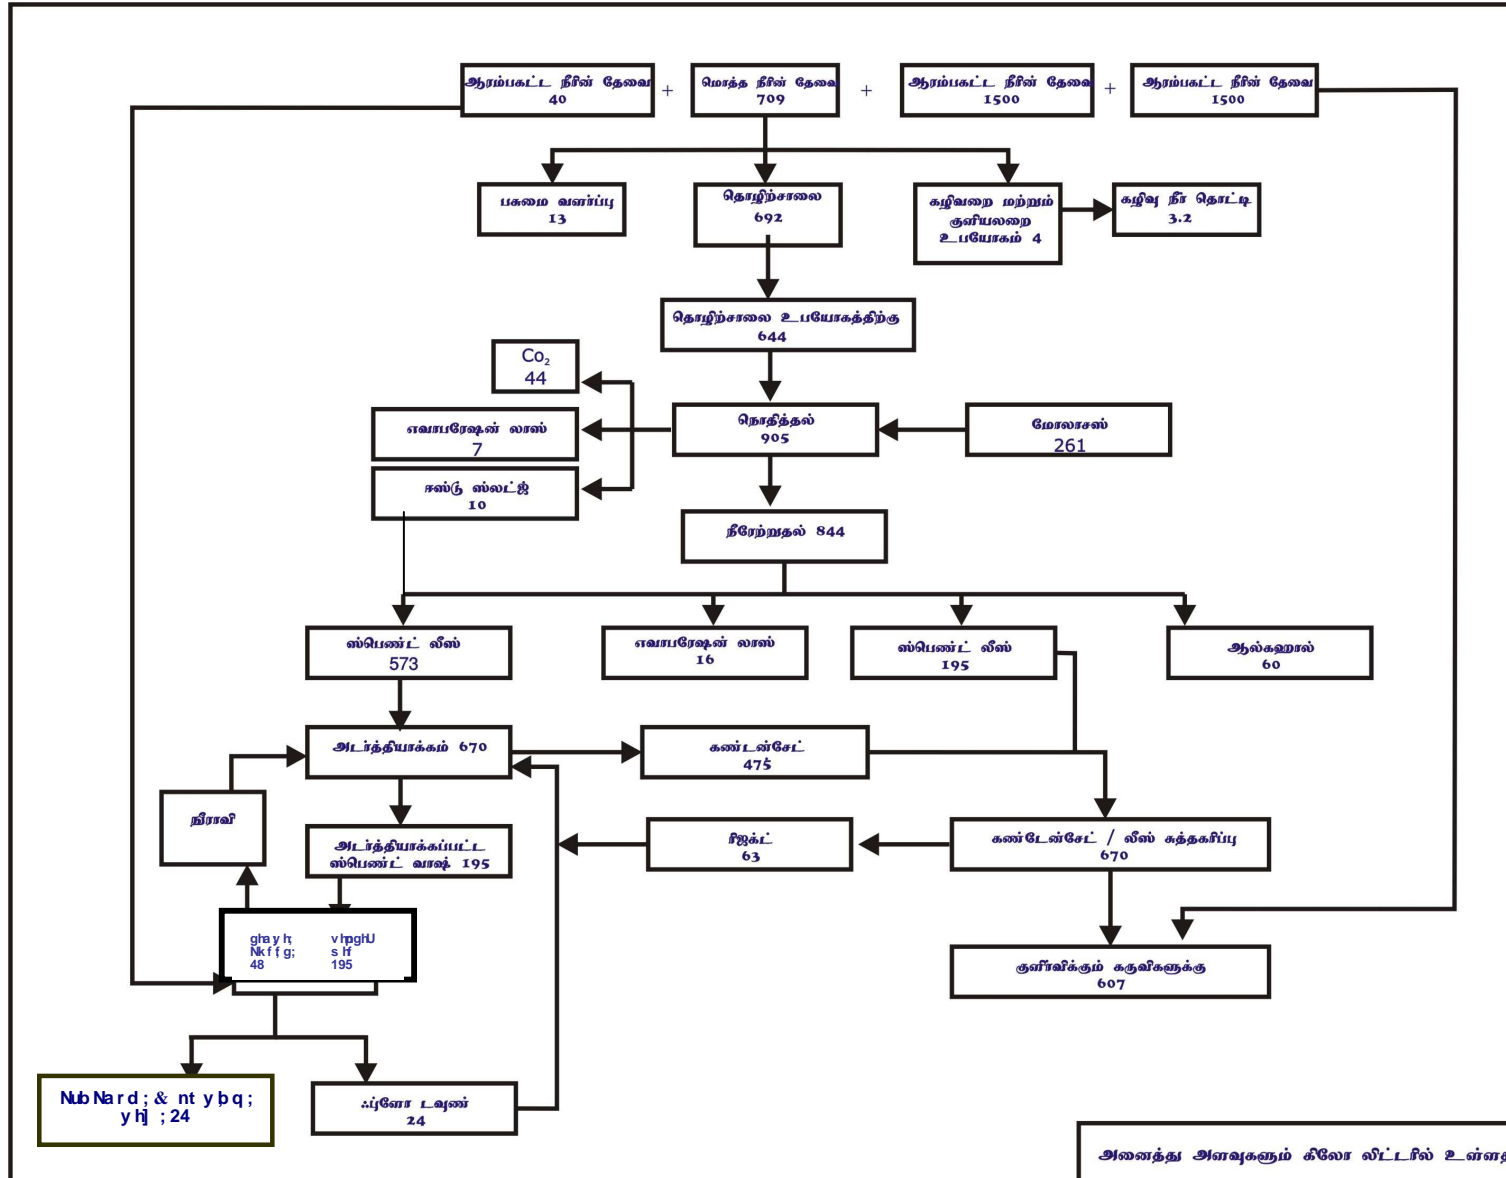 ஆரம்பகட்ட நீரின் தேவை
40
+
மொத்த நீரின் தேவை
709
+
ஆரம்பகட்ட நீரின் தேவை
1500
+
ஆரம்பகட்ட நீரின் தேவை
1500
பசுமை வளர்ப்பு
13
தொழிற்சாலை
692
கழிவறை மற்றும்
குளியலறை
உபயோகம் 4
கழிவு நீர் தொட்டி
3.2
தொழிற்சாலை உபயோகத்திற்கு
644
Co₂
44
எவாபரேஷன் லாஸ்
7
ஈஸ்டு ஸ்லட்ஜ்
10
நொதித்தல்
905
மோலாசஸ்
261
நீரேற்றுதல் 844
ஸ்பெண்ட் லீஸ்
573
எவாபரேஷன் லாஸ்
16
ஸ்பெண்ட் லீஸ்
195
ஆல்கஹால்
60
அடர்த்தியாக்கம் 670
கண்டன்சேட்
475
நீராவி
அடர்த்தியாக்கப்பட்ட
ஸ்பெண்ட் வாஷ் 195
ரிஜக்ட்
63
கண்டேன்சேட் / லீஸ் சுத்தகரிப்பு
670
48
195
குளிர்விக்கும் கருவிகளுக்கு
607
24
ஃப்ளோ டவுண்
24
அனைத்து அளவுகளும் கிலோ லிட்டரில்